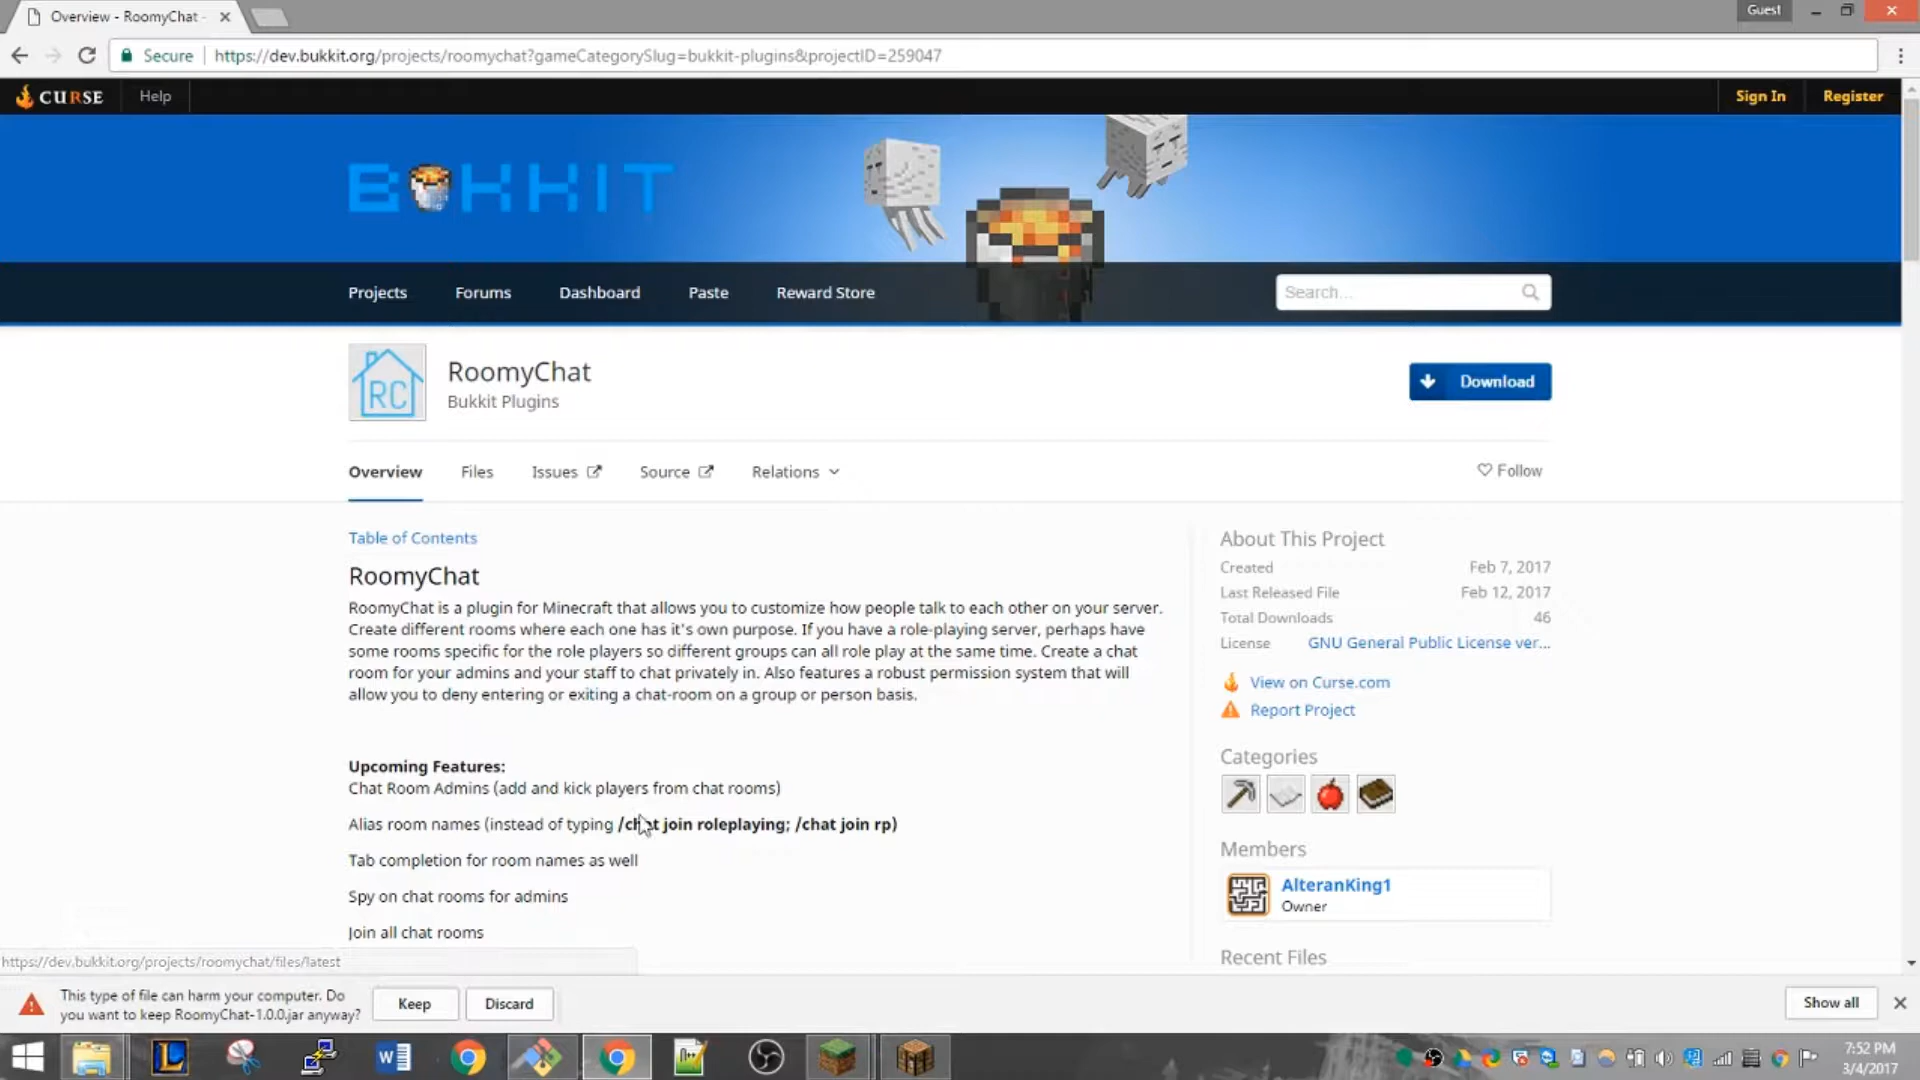 Overview - RoomyChat -
Guest
Secure
https://dev.bukkit.org/projects/roomychat?gameCategorySlug=bukkit-plugins&projectID=259047
CURSE
Help
Sign In
Register
BUKKIT
Projects
Forums
Dashboard
Paste
Reward Store
Search...
RC
RoomyChat
Bukkit Plugins
Download
Overview
Files
Issues
Source
Relations
Follow
Table of Contents
RoomyChat
RoomyChat is a plugin for Minecraft that allows you to customize how people talk to each other on your server.
Create different rooms where each one has it's own purpose. If you have a role-playing server, perhaps have
some rooms specific for the role players so different groups can all role play at the same time. Create a chat
room for your admins and your staff to chat privately in. Also features a robust permission system that will
allow you to deny entering or exiting a chat-room on a group or person basis.
Upcoming Features:
Chat Room Admins (add and kick players from chat rooms)
Alias room names (instead of typing /chat join roleplaying; /chat join rp)
Tab completion for room names as well
Spy on chat rooms for admins
Join all chat rooms
About This Project
Created Feb 7, 2017
Last Released File Feb 12, 2017
Total Downloads 46
License GNU General Public License ver...
View on Curse.com
Report Project
Categories
Members
AlteranKing1
Owner
Recent Files
https://dev.bukkit.org/projects/roomychat/files/latest
This type of file can harm your computer. Do
you want to keep RoomyChat-1.0.0.jar anyway?
Keep
Discard
Show all
7:52 PM
3/4/2017